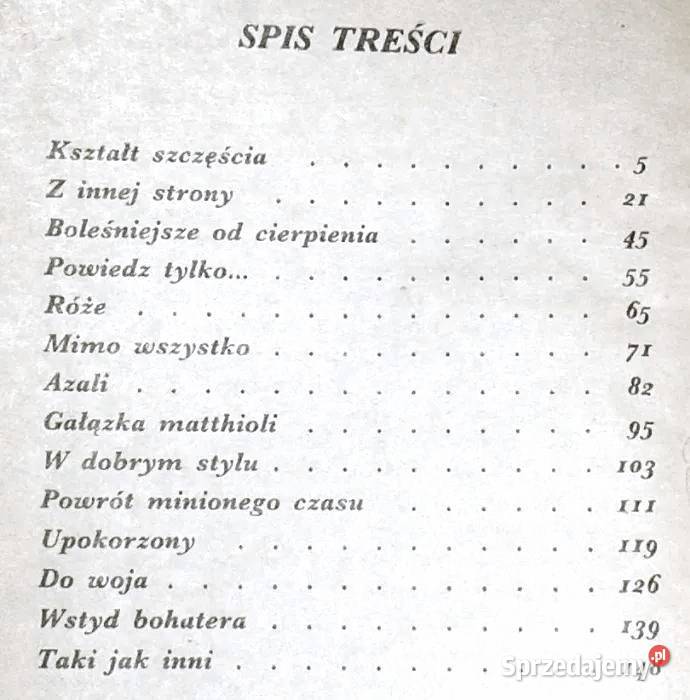 SPIS TREŚCI
Kształt szczęścia . . . . . . . . . . 5
Z innej strony . . . . . . . . . . 21
Boleśniejsze od cierpienia . . . . . . 45
Powiedz tylko... . . . . . . . . . . 55
Róże . . . . . . . . . . . . . . 65
Mimo wszystko . . . . . . . . . . 71
Azali . . . . . . . . . . . . . . 82
Gałązka matthioli . . . . . . . . . 95
W dobrym stylu . . . . . . . . . . 103
Powrót minionego czasu . . . . . . 111
Upokorzony . . . . . . . . . . . 119
Do woja . . . . . . . . . . . . . 126
Wstyd bohatera . . . . . . . . . . 139
Taki jak inni . . . . . . . . . . .
Sprzedajemy.pl